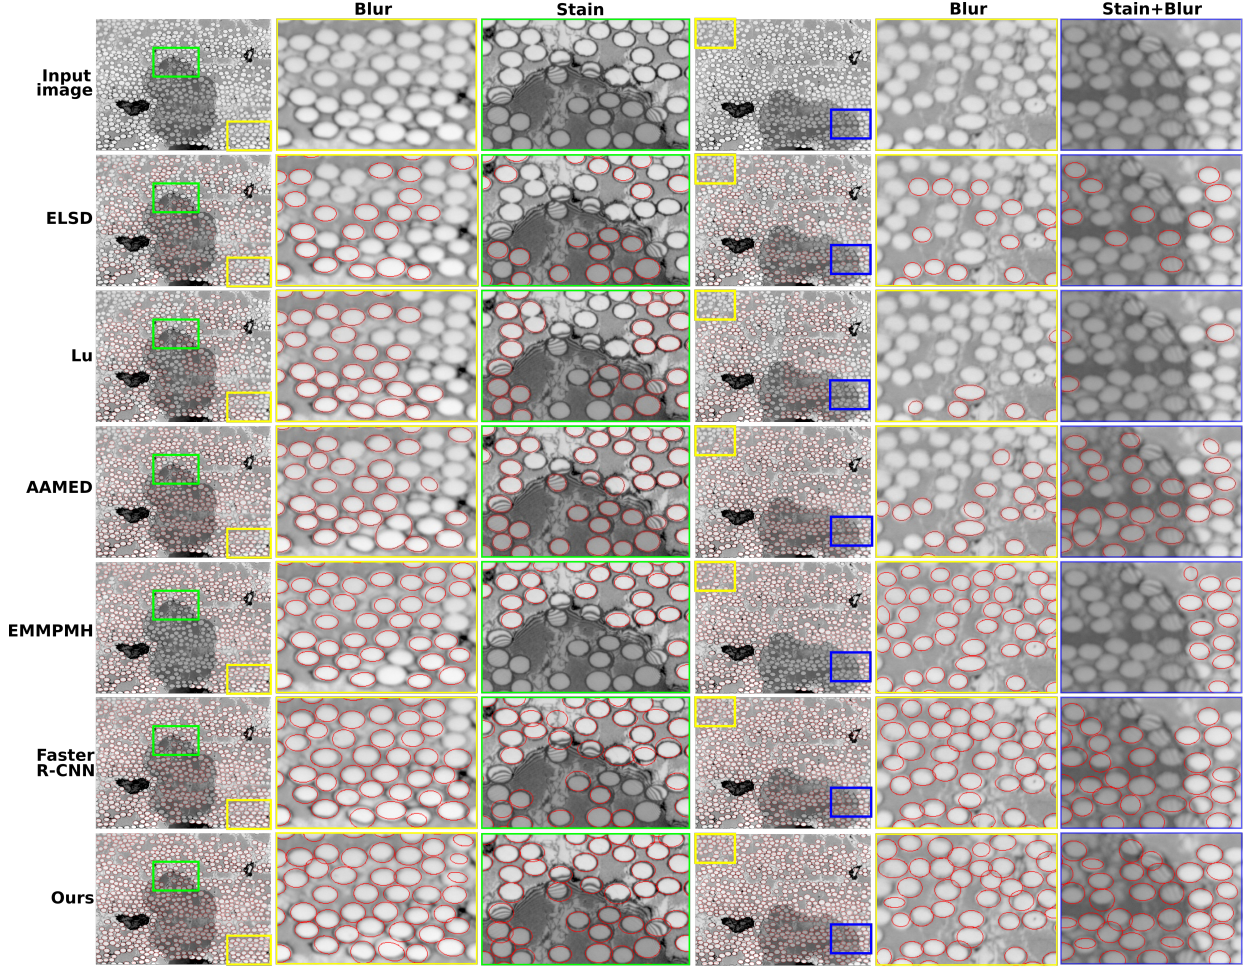 Blur
Stain
Blur
Stain+Blur
Input
image
ELSD
Lu
AAMED
EMMPMH
Faster
R-CNN
Ours